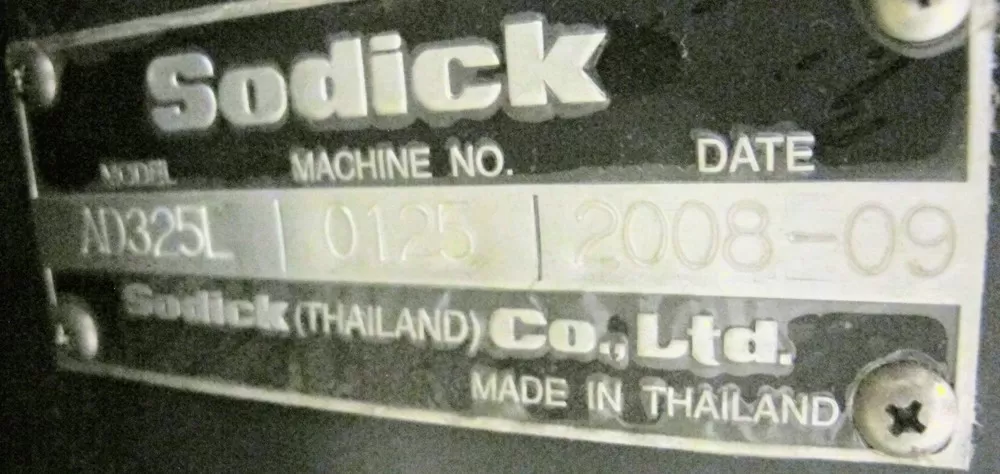 Sodick
MODEL MACHINE NO. DATE
AD325L 0125 2008-09
Sodick (THAILAND) Co., Ltd.
MADE IN THAILAND